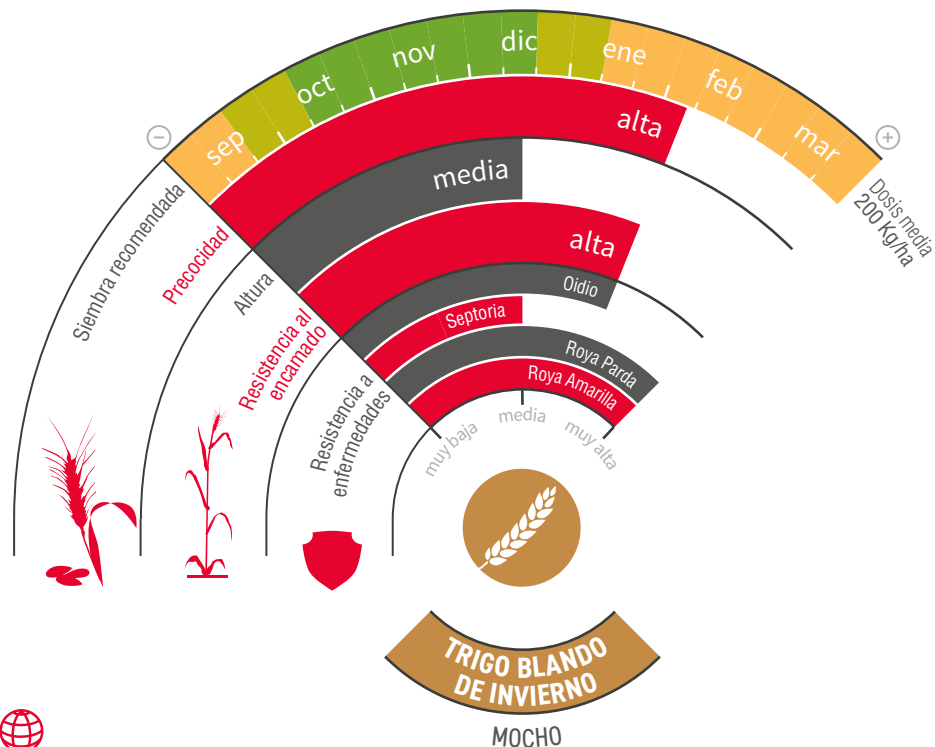 sep
oct
nov
dic
ene
feb
mar
−
+
Dosis media
200 Kg/ha
Siembra recomendada
Precocidad
alta
Altura
media
Resistencia al
encamado
alta
Resistencia a
enfermedades
Oidio
Septoria
Roya Parda
Roya Amarilla
muy baja
media
muy alta
TRIGO BLANDO
DE INVIERNO
MOCHO